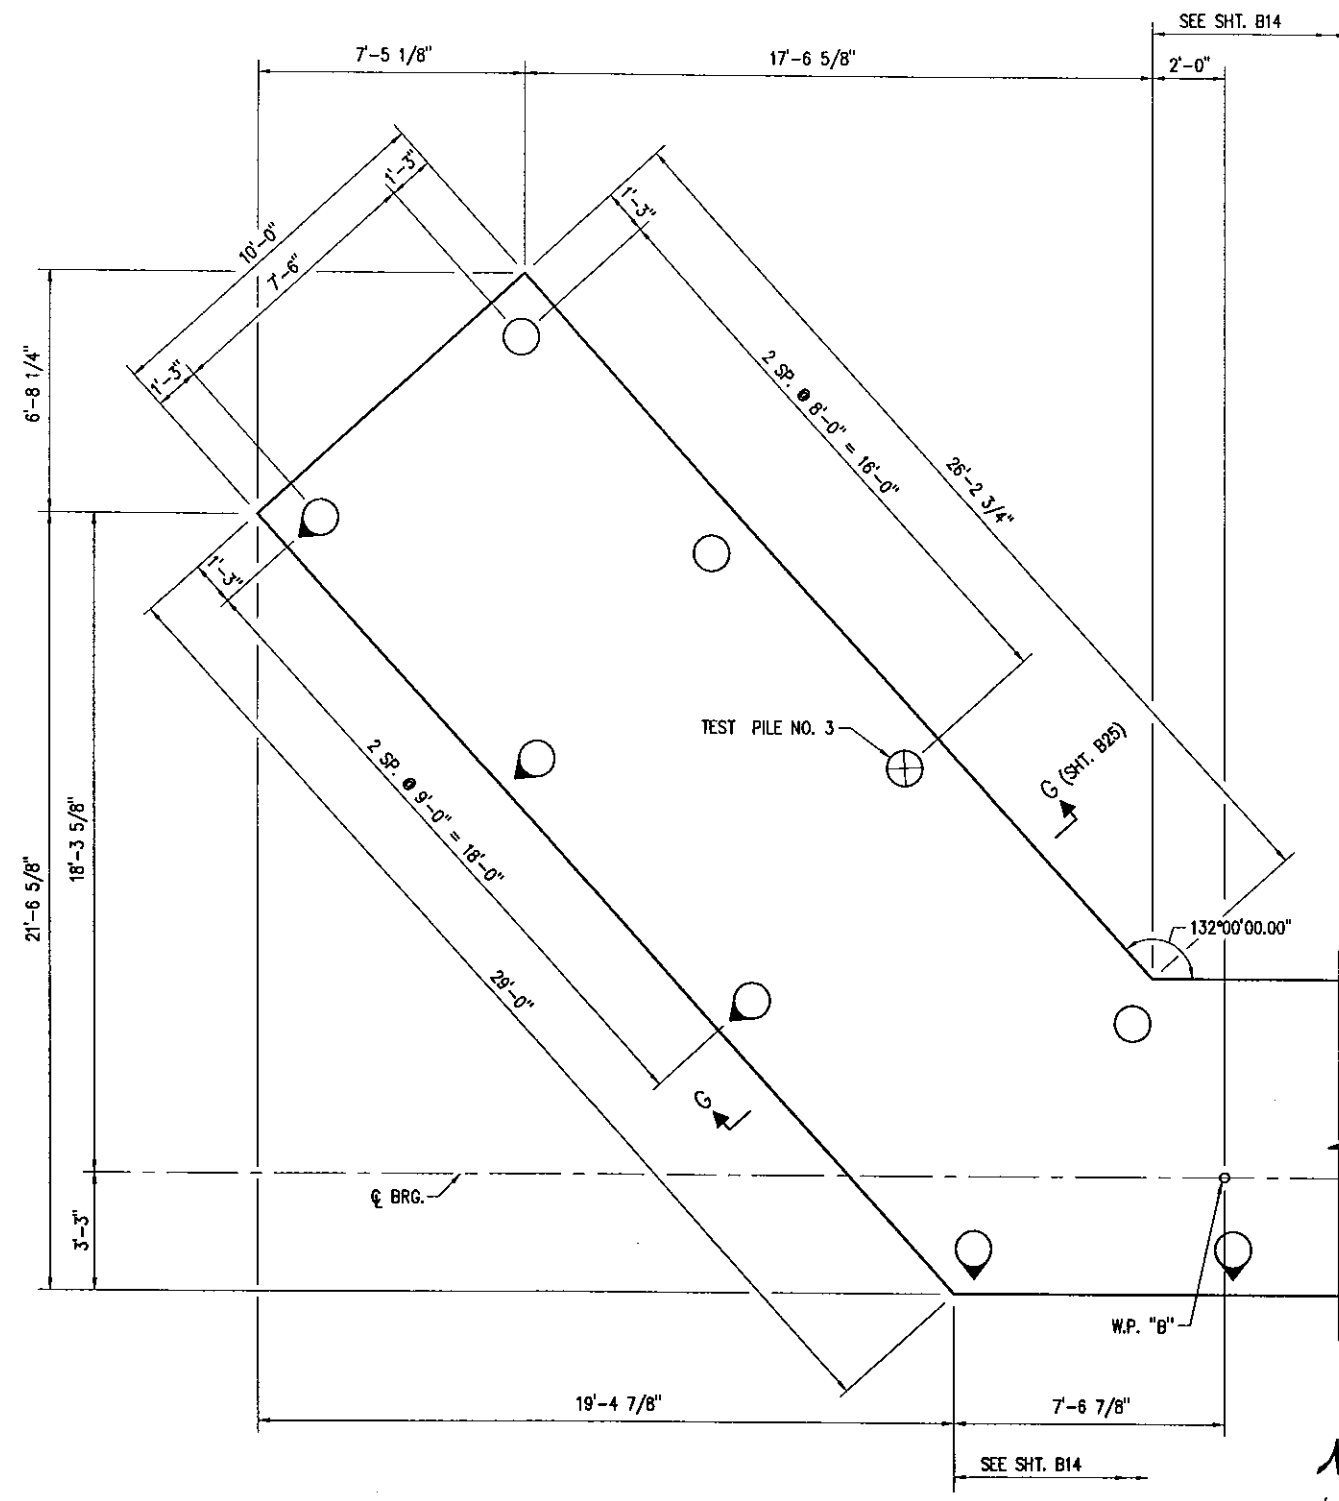 SEE SHT. B14
7'-5 1/8"
17'-6 5/8"
2'-0"
1'-3"
1'-3"
10'-0"
7'-6"
1'-3"
6'-8 1/4"
2 SP. @ 8'-0" = 16'-0"
26'-2 3/4"
1'-3"
TEST PILE NO. 3
G (SHT. B25)
2 SP. @ 9'-0" = 18'-0"
18'-3 5/8"
21'-6 5/8"
132°00'00.00"
29'-0"
G
℄ BRG.
3'-3"
W.P. "B"
19'-4 7/8"
7'-6 7/8"
SEE SHT. B14